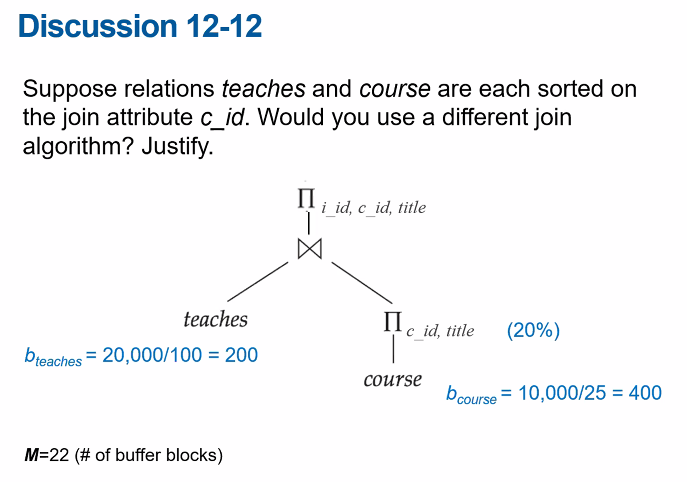 Discussion 12-12
Suppose relations teaches and course are each sorted on
the join attribute c_id. Would you use a different join
algorithm? Justify.
Π i_id, c_id, title
⋈
teaches
Π c_id, title (20%)
b_teaches = 20,000/100 = 200
course
b_course = 10,000/25 = 400
M=22 (# of buffer blocks)